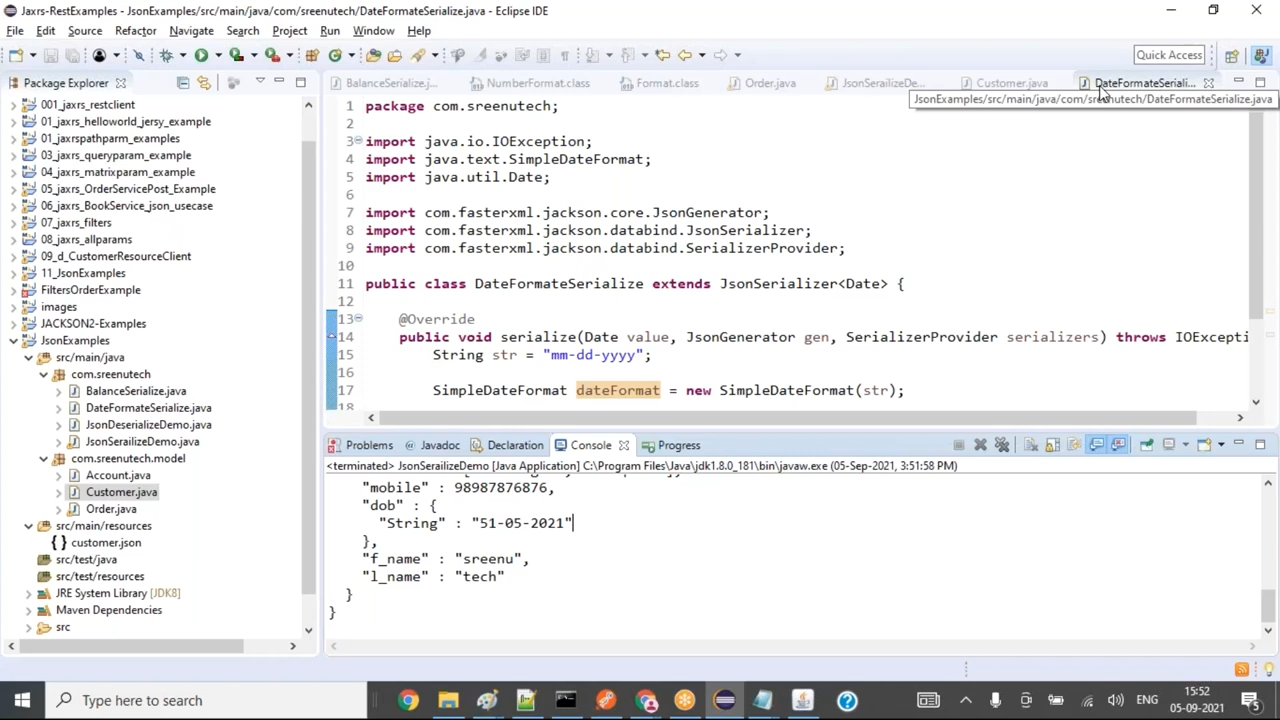 Jaxrs-RestExamples - JsonExamples/src/main/java/com/sreenutech/DateFormateSerialize.java - Eclipse IDE
File Edit Source Refactor Navigate Search Project Run Window Help
Quick Access
Package Explorer
001_jaxrs_restclient
01_jaxrs_helloworld_jersy_example
01_jaxrspathparm_examples
03_jaxrs_queryparam_example
04_jaxrs_matrixparam_example
05_jaxrs_OrderServicePost_Example
06_jaxrs_BookService_json_usecase
07_jaxrs_filters
08_jaxrs_allparams
09_d_CustomerResourceClient
11_JsonExamples
FiltersOrderExample
images
JACKSON2-Examples
JsonExamples
src/main/java
com.sreenutech
BalanceSerialize.java
DateFormateSerialize.java
JsonDeserializeDemo.java
JsonSerailizeDemo.java
com.sreenutech.model
Account.java
Customer.java
Order.java
src/main/resources
customer.json
src/test/java
src/test/resources
JRE System Library [JDK8]
Maven Dependencies
src
BalanceSerialize.j... NumberFormat.class Format.class Order.java JsonSerailizeDe... Customer.java DateFormateSeriali...
JsonExamples/src/main/java/com/sreenutech/DateFormateSerialize.java
1 package com.sreenutech;
2
3 import java.io.IOException;
4 import java.text.SimpleDateFormat;
5 import java.util.Date;
6
7 import com.fasterxml.jackson.core.JsonGenerator;
8 import com.fasterxml.jackson.databind.JsonSerializer;
9 import com.fasterxml.jackson.databind.SerializerProvider;
10
11 public class DateFormateSerialize extends JsonSerializer<Date> {
12
13 @Override
14 public void serialize(Date value, JsonGenerator gen, SerializerProvider serializers) throws IOExcepti
15 String str = "mm-dd-yyyy";
16
17 SimpleDateFormat dateFormat = new SimpleDateFormat(str);
18
Problems Javadoc Declaration Console Progress
<terminated> JsonSerailizeDemo [Java Application] C:\Program Files\Java\jdk1.8.0_181\bin\javaw.exe (05-Sep-2021, 3:51:58 PM)
"mobile" : 98987876876,
"dob" : {
"String" : "51-05-2021"
},
"f_name" : "sreenu",
"l_name" : "tech"
}
}
Type here to search
ENG
15:52
05-09-2021
5